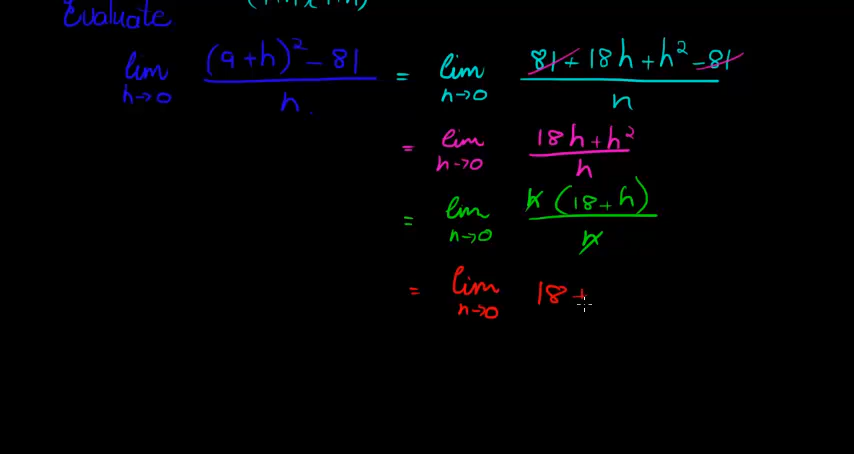 Evaluate
lim h→0 (9+h)² - 81 / h = lim h→0 81 + 18h + h² - 81 / h
= lim h→0 18h + h² / h
= lim h→0 h (18 + h) / h
= lim h→0 18 +